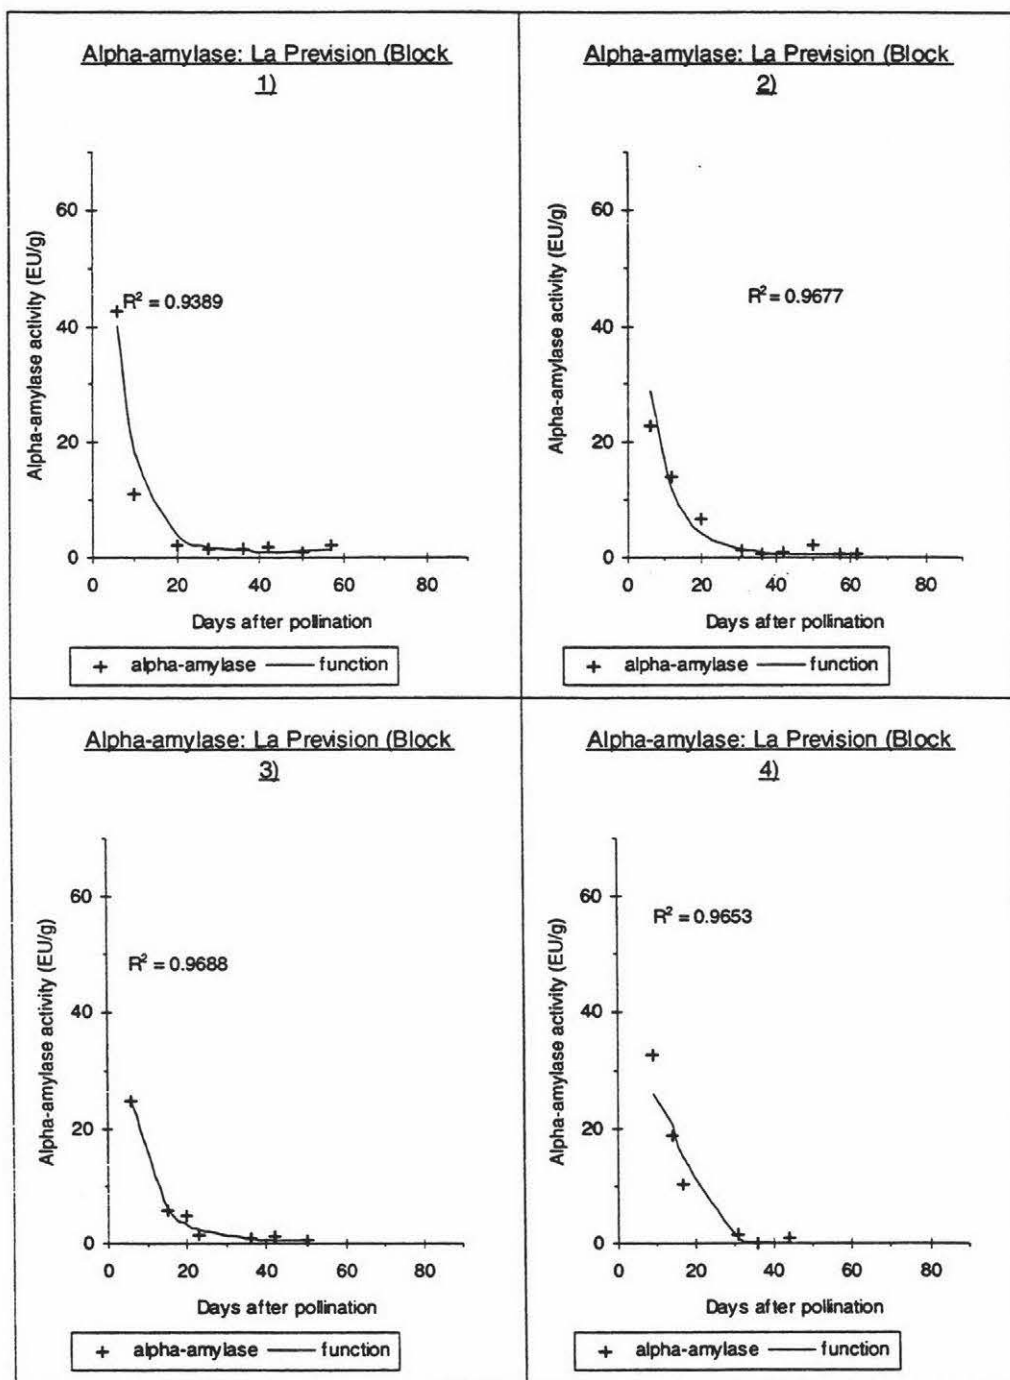 Alpha-amylase: La Prevision (Block
1)
60
40
20
0
Alpha-amylase activity (EU/g)
R² = 0.9389
0 20 40 60 80
Days after pollination
+ alpha-amylase — function
Alpha-amylase: La Prevision (Block
2)
60
40
20
0
Alpha-amylase activity (EU/g)
R² = 0.9677
0 20 40 60 80
Days after pollination
+ alpha-amylase — function
Alpha-amylase: La Prevision (Block
3)
60
40
20
0
Alpha-amylase activity (EU/g)
R² = 0.9688
0 20 40 60 80
Days after pollination
+ alpha-amylase — function
Alpha-amylase: La Prevision (Block
4)
60
40
20
0
Alpha-amylase activity (EU/g)
R² = 0.9653
0 20 40 60 80
Days after pollination
+ alpha-amylase — function